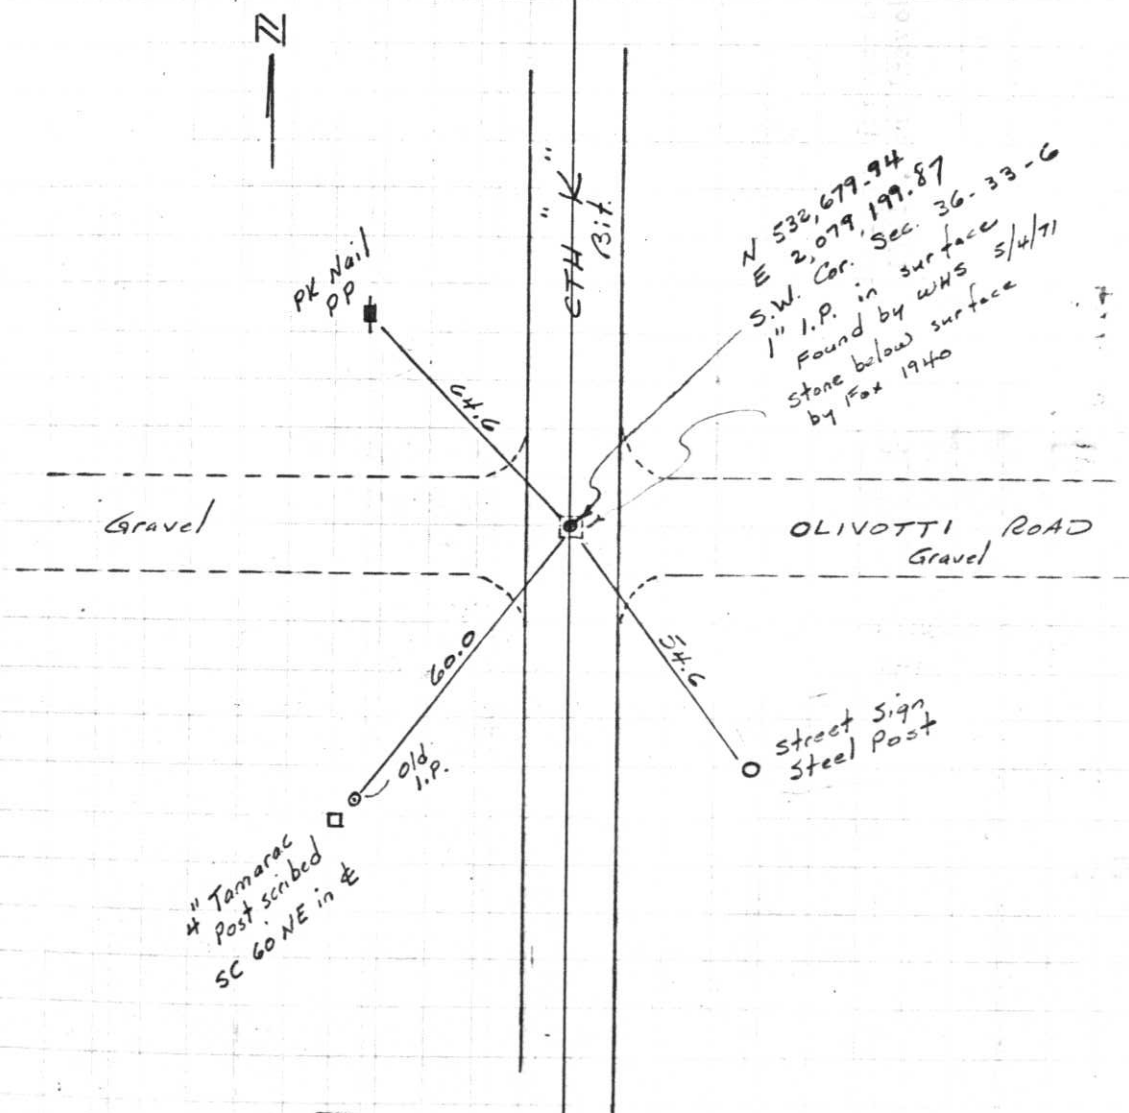 N
CTH "K"
Bit.
PK Nail
PP
64.6
N 532,679.94
E 2,079,199.87
S.W. Cor. Sec. 36-33-6
1" I.P. in surface
Found by WHS 5/4/71
Stone below surface
by Fox 1940
Gravel
OLIVOTTI ROAD
Gravel
60.0
54.6
Old
I.P.
Street Sign
Steel Post
4" Tamarac
Post scribed
SC 60 NE in ℄